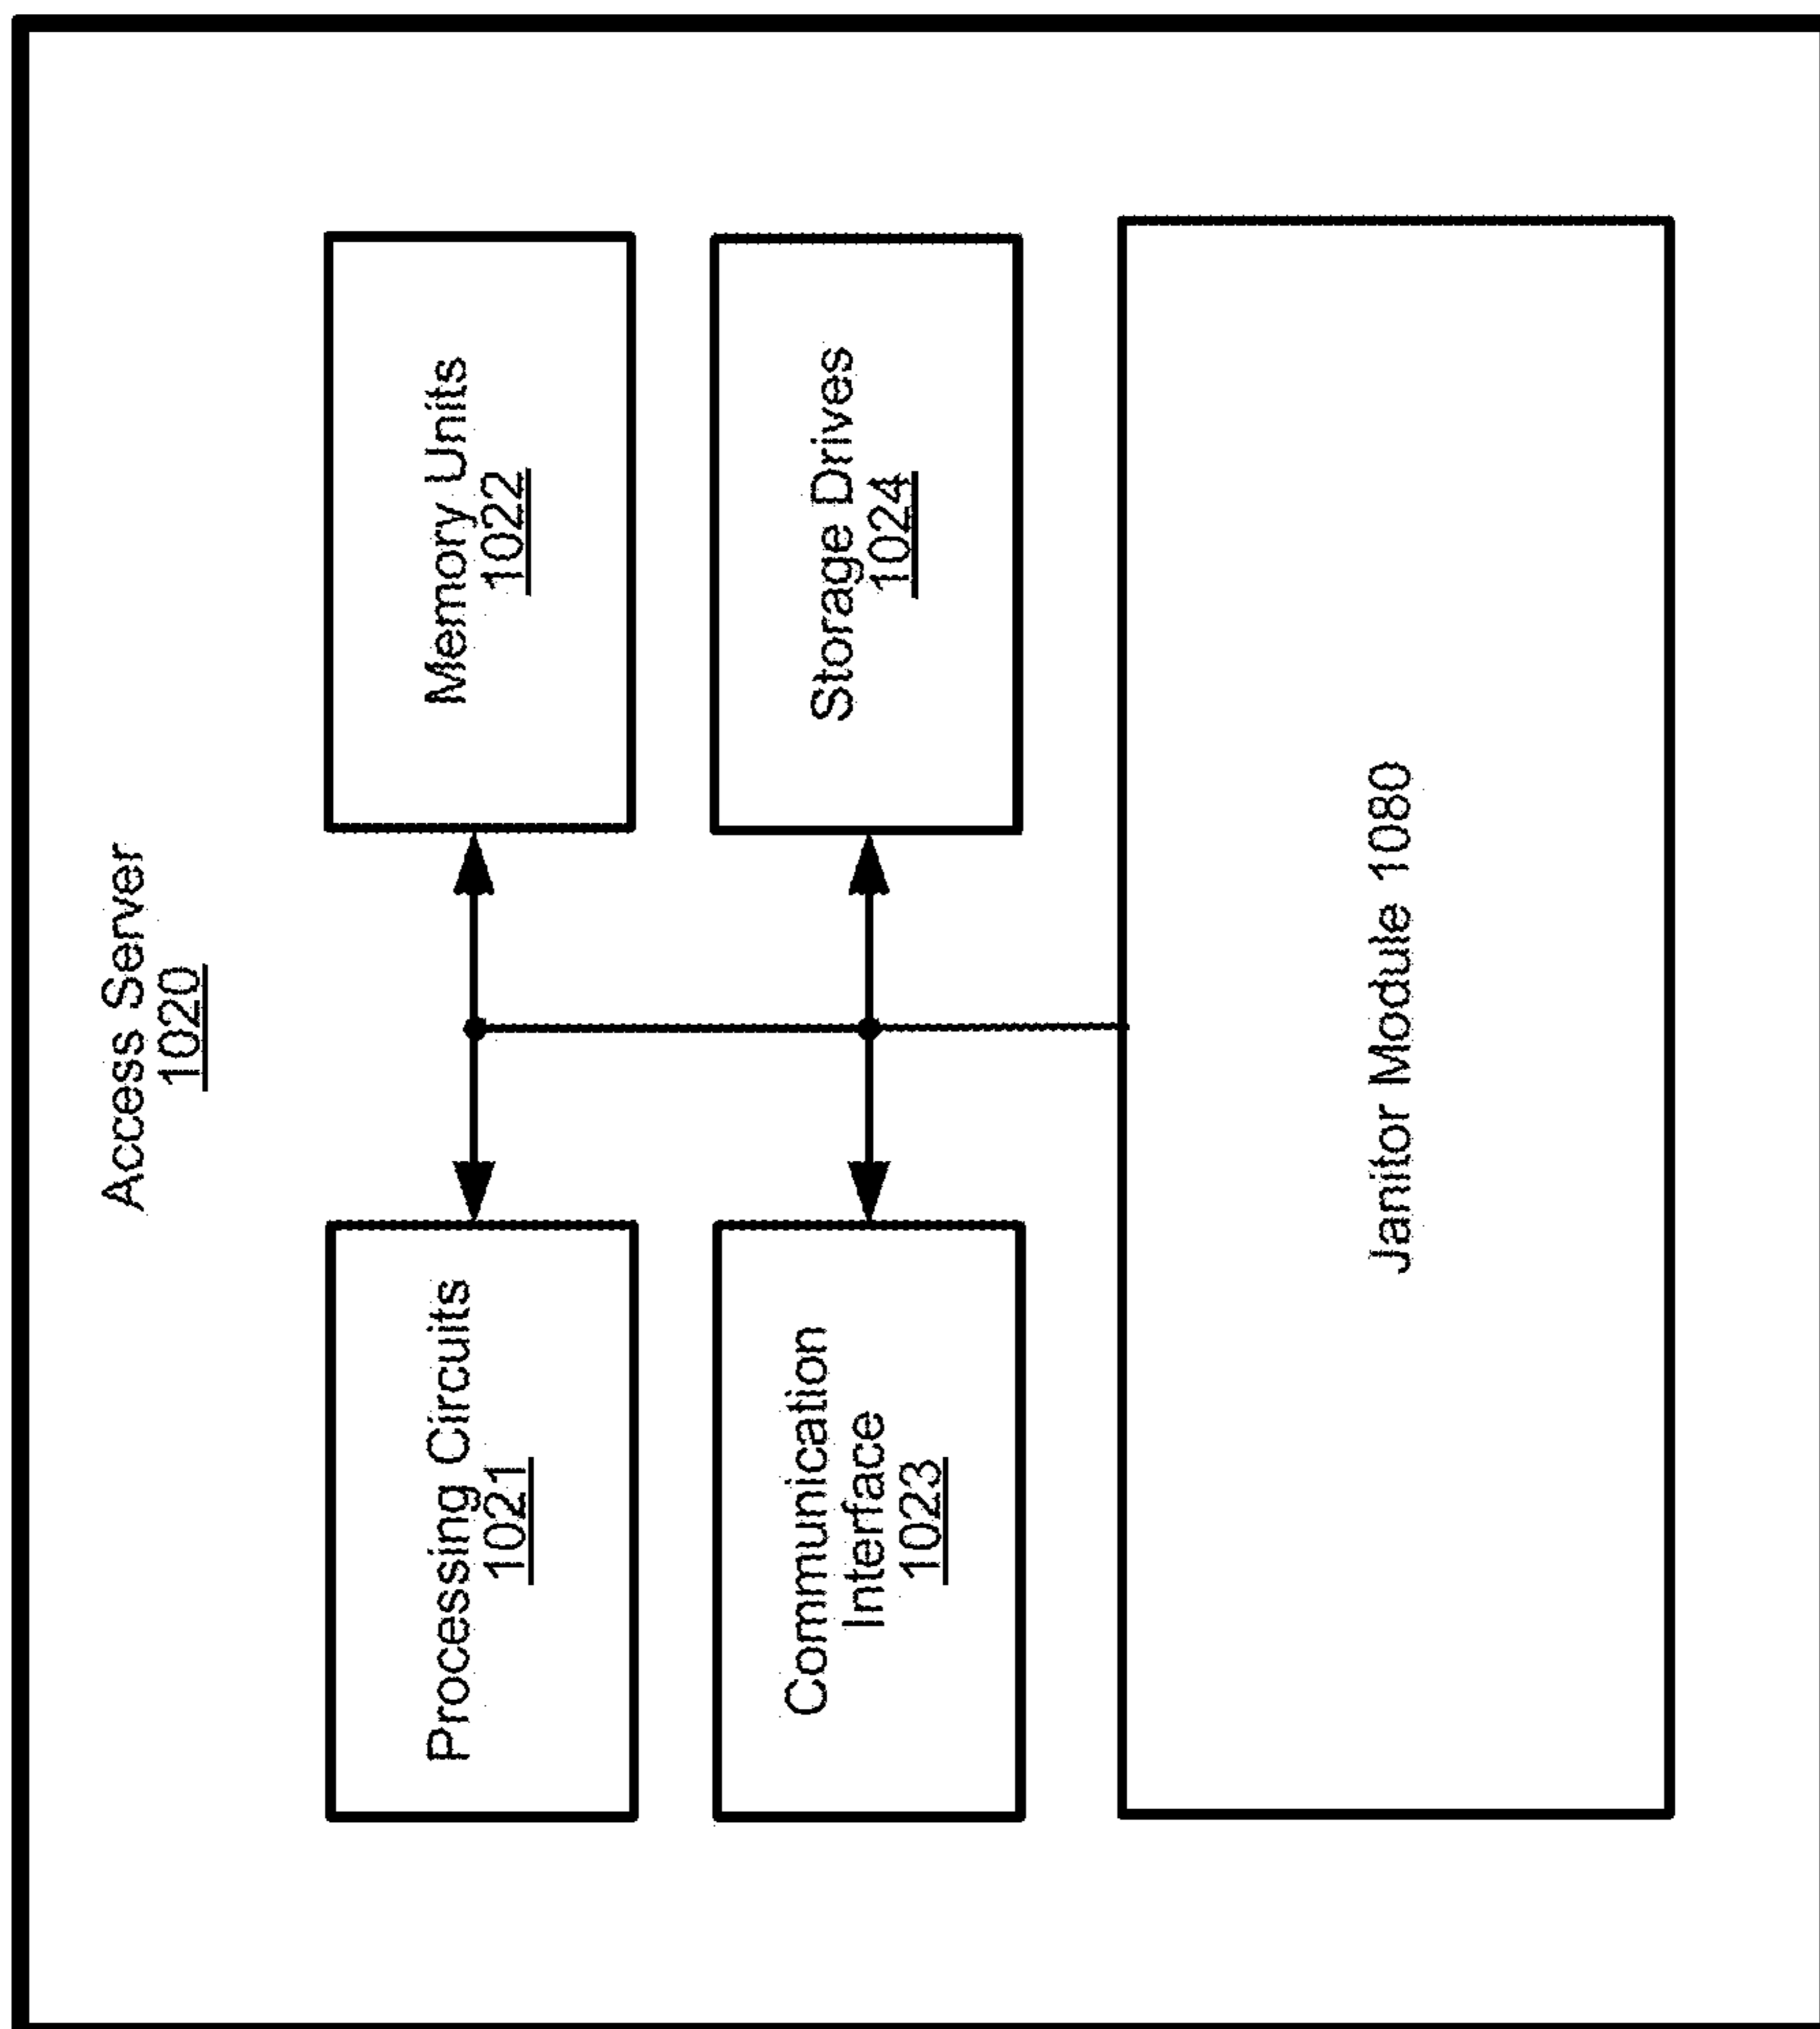 Access Server
1020
Processing Circuits
1021
Memory Units
1022
Communication
Interface
1023
Storage Drives
1024
Janitor Module 1080